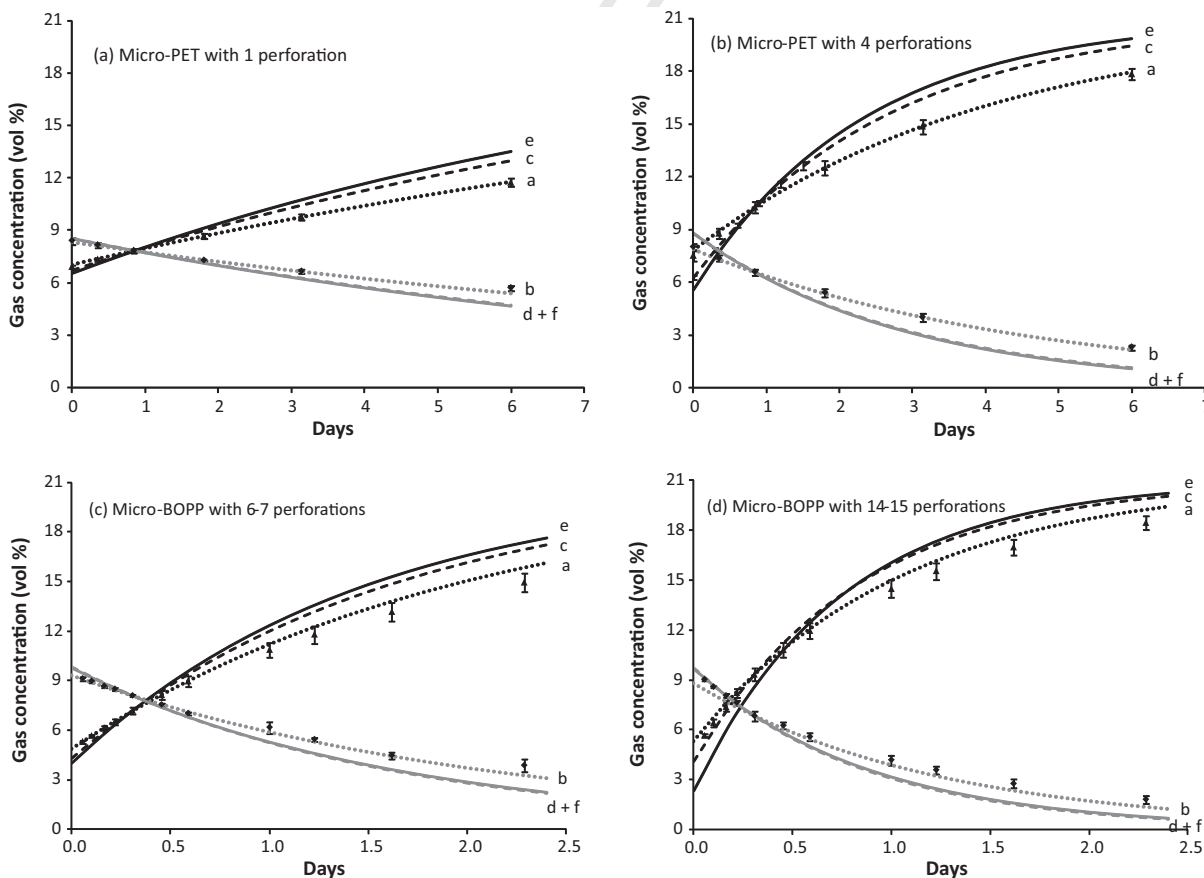 21
18
15
12
9
6
3
0
Gas concentration (vol %)
(a) Micro-PET with 1 perforation
e
c
a
b
d + f
0 1 2 3 4 5 6 7
Days
21
18
15
12
9
6
3
0
Gas concentration (vol %)
(b) Micro-PET with 4 perforations
e
c
a
b
d + f
0 1 2 3 4 5 6 7
Days
21
18
15
12
9
6
3
0
Gas concentration (vol %)
(c) Micro-BOPP with 6-7 perforations
e
c
a
b
d + f
0.0 0.5 1.0 1.5 2.0 2.5
Days
21
18
15
12
9
6
3
0
Gas concentration (vol %)
(d) Micro-BOPP with 14-15 perforations
e
c
a
b
d + f
0.0 0.5 1.0 1.5 2.0 2.5
Days